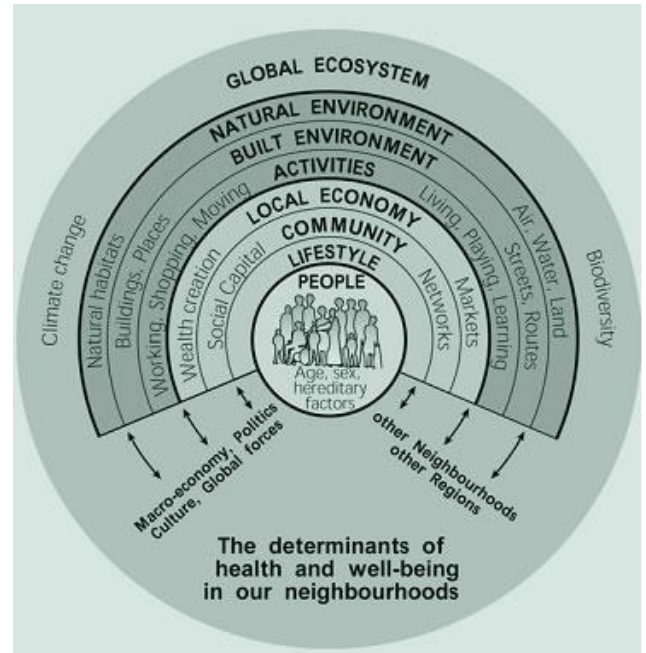 GLOBAL ECOSYSTEM
NATURAL ENVIRONMENT
BUILT ENVIRONMENT
ACTIVITIES
LOCAL ECONOMY
COMMUNITY
LIFESTYLE
PEOPLE
Age, sex,
hereditary
factors
Climate change
Natural habitats
Buildings, Places
Working, Shopping, Moving
Wealth creation
Social Capital
Networks
Markets
Living, Playing, Learning
Streets, Routes
Air, Water, Land
Biodiversity
Macro-economy, Politics
Culture, Global forces
other Neighbourhoods
other Regions
The determinants of
health and well-being
in our neighbourhoods